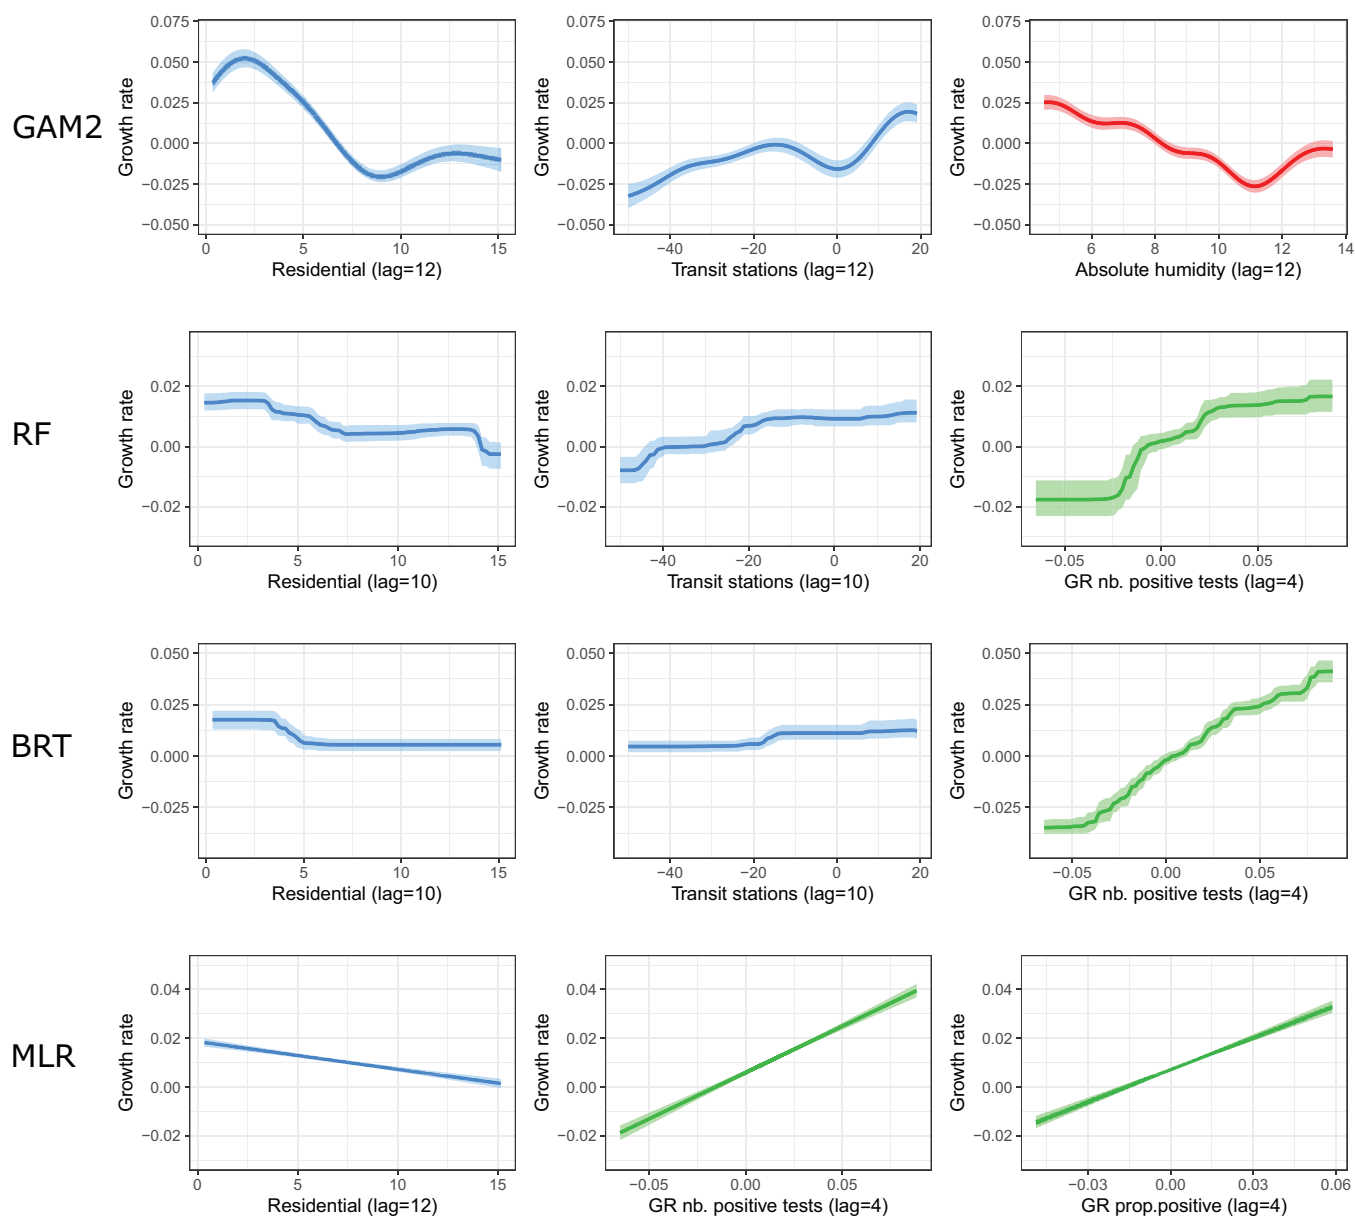 GAM2
Growth rate
0.075
0.050
0.025
0.000
−0.025
−0.050
0 5 10 15
Residential (lag=12)
Growth rate
0.075
0.050
0.025
0.000
−0.025
−0.050
−40 −20 0 20
Transit stations (lag=12)
Growth rate
0.075
0.050
0.025
0.000
−0.025
−0.050
6 8 10 12 14
Absolute humidity (lag=12)
RF
Growth rate
0.02
0.00
−0.02
0 5 10 15
Residential (lag=10)
Growth rate
0.02
0.00
−0.02
−40 −20 0 20
Transit stations (lag=10)
Growth rate
0.02
0.00
−0.02
−0.05 0.00 0.05
GR nb. positive tests (lag=4)
BRT
Growth rate
0.050
0.025
0.000
−0.025
0 5 10 15
Residential (lag=10)
Growth rate
0.050
0.025
0.000
−0.025
−40 −20 0 20
Transit stations (lag=10)
Growth rate
0.050
0.025
0.000
−0.025
−0.05 0.00 0.05
GR nb. positive tests (lag=4)
MLR
Growth rate
0.04
0.02
0.00
−0.02
0 5 10 15
Residential (lag=12)
Growth rate
0.04
0.02
0.00
−0.02
−0.05 0.00 0.05
GR nb. positive tests (lag=4)
Growth rate
0.04
0.02
0.00
−0.02
−0.03 0.00 0.03 0.06
GR prop.positive (lag=4)